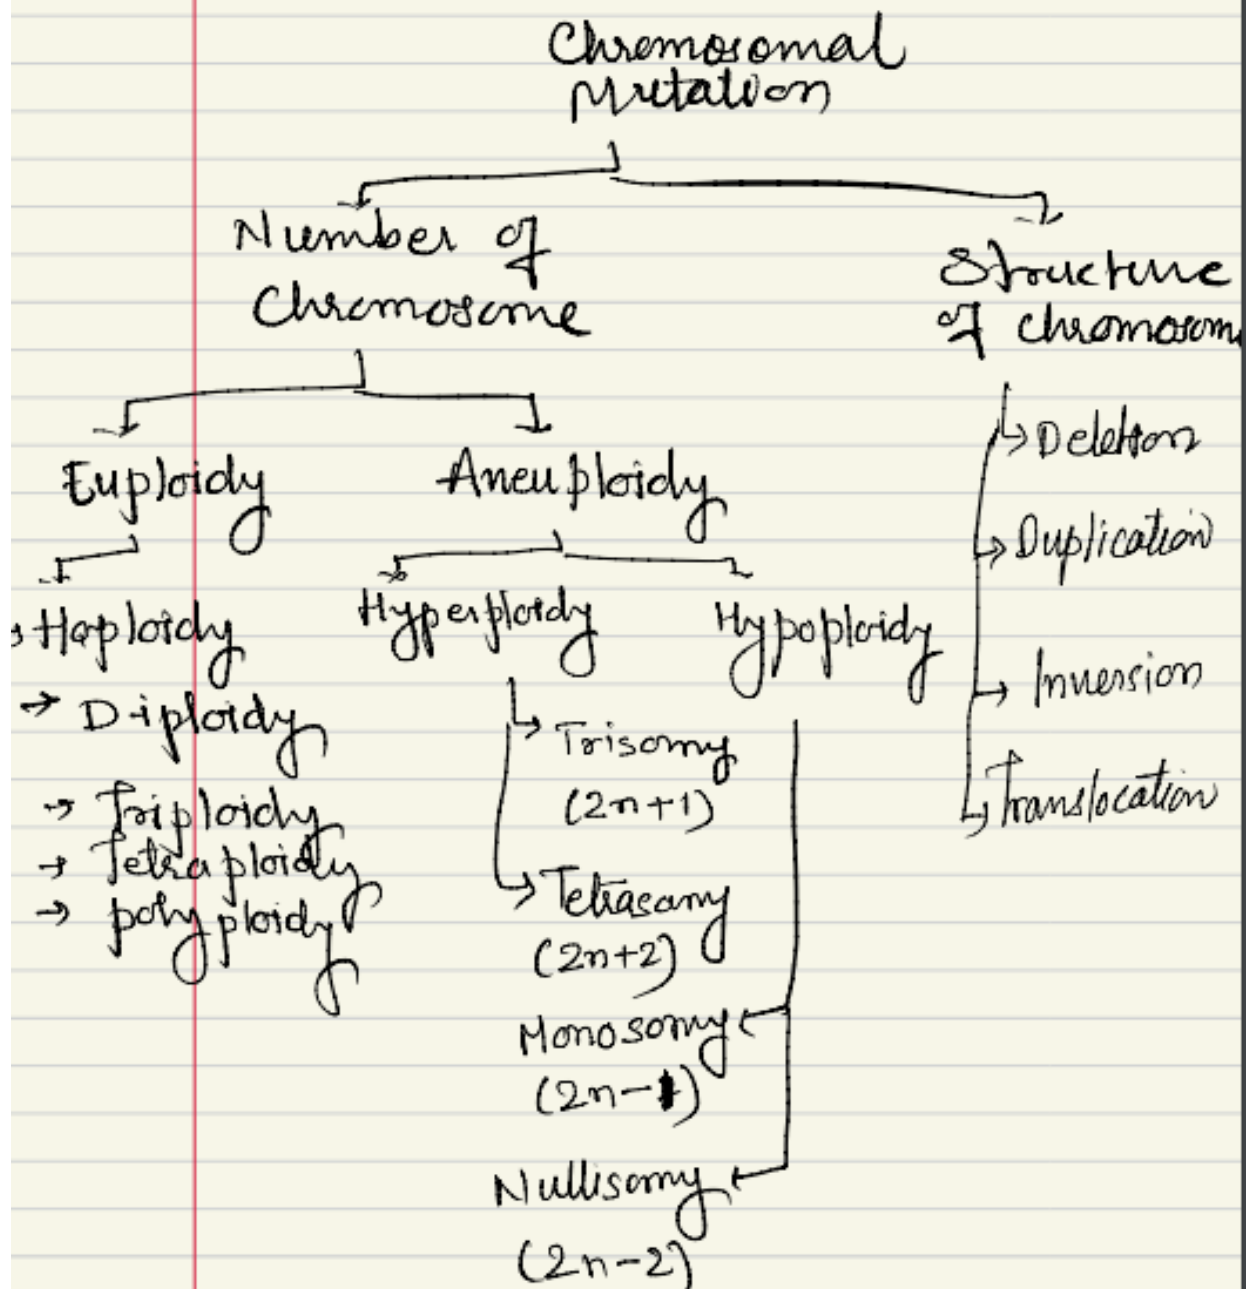 Chromosomal
Mutation
Number of
Chromosome
Structure
of chromosom
Euploidy
Aneuploidy
Haploidy
Diploidy
Triploidy
Tetraploidy
polyploidy
Hyperploidy
Hypoploidy
Trisomy
(2n+1)
Tetrasomy
(2n+2)
Monosomy
(2n-1)
Nullisomy
(2n-2)
Deletion
Duplication
Inversion
Translocation